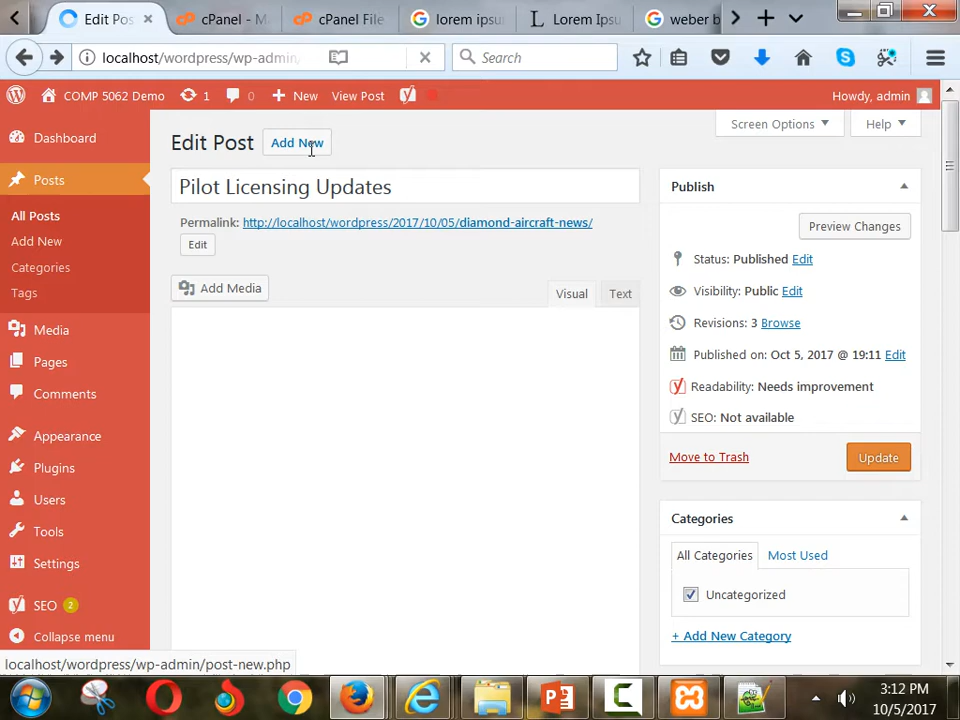 Edit Pos
cPanel - M
cPanel File
lorem ipsu
Lorem Ipsu
weber b
localhost/wordpress/wp-admin/
Search
COMP 5062 Demo
1
0
New
View Post
Howdy, admin
Dashboard
Posts
All Posts
Add New
Categories
Tags
Media
Pages
Comments
Appearance
Plugins
Users
Tools
Settings
SEO 2
Collapse menu
Screen Options
Help
Edit Post
Add New
Pilot Licensing Updates
Permalink: http://localhost/wordpress/2017/10/05/diamond-aircraft-news/
Edit
Add Media
Visual
Text
Publish
Preview Changes
Status: Published Edit
Visibility: Public Edit
Revisions: 3 Browse
Published on: Oct 5, 2017 @ 19:11 Edit
Readability: Needs improvement
SEO: Not available
Move to Trash
Update
Categories
All Categories
Most Used
Uncategorized
+ Add New Category
localhost/wordpress/wp-admin/post-new.php
3:12 PM
10/5/2017